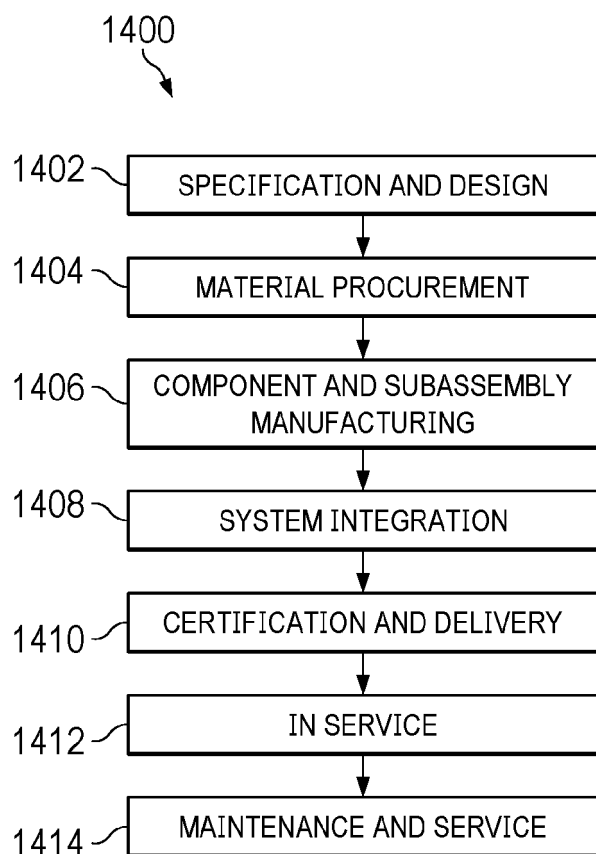 1400
1402
SPECIFICATION AND DESIGN
1404
MATERIAL PROCUREMENT
1406
COMPONENT AND SUBASSEMBLY
MANUFACTURING
1408
SYSTEM INTEGRATION
1410
CERTIFICATION AND DELIVERY
1412
IN SERVICE
1414
MAINTENANCE AND SERVICE